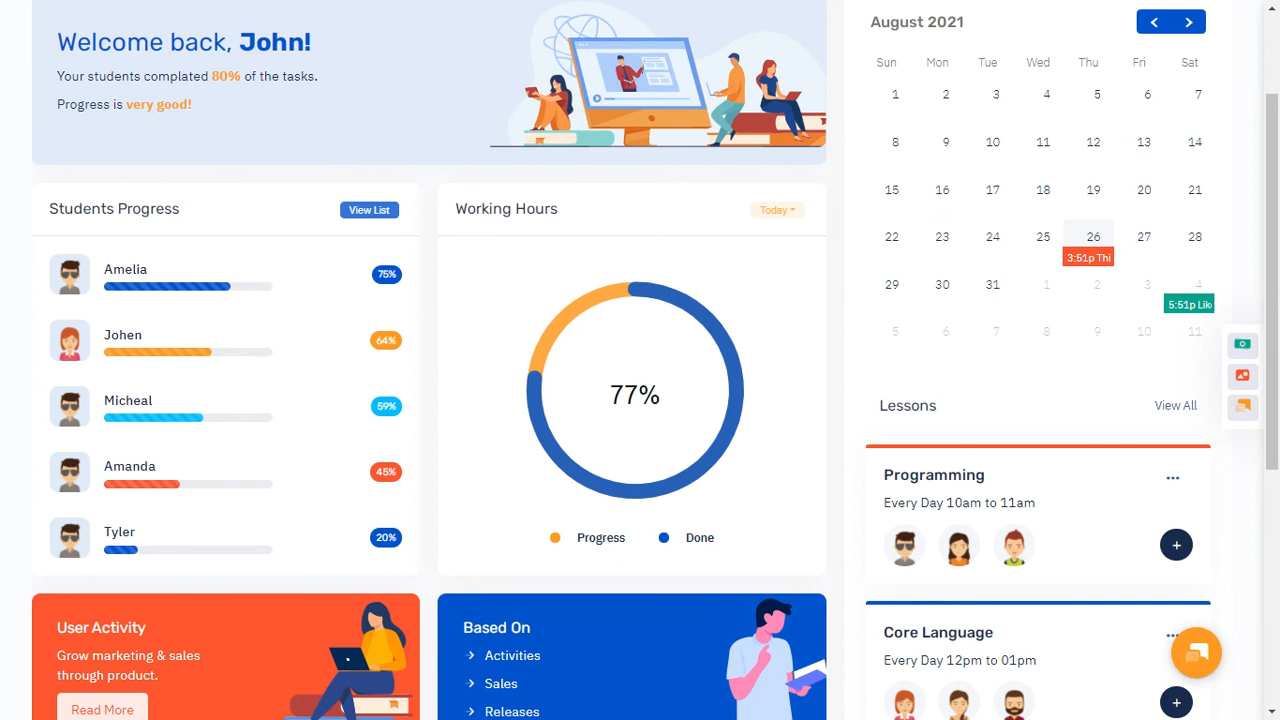 Welcome back, John!
Your students complated 80% of the tasks.
Progress is very good!
Students Progress
View List
Amelia
75%
Johen
64%
Micheal
59%
Amanda
45%
Tyler
20%
Working Hours
Today
77%
Progress
Done
User Activity
Grow marketing & sales
through product.
Read More
Based On
Activities
Sales
Releases
August 2021
Sun Mon Tue Wed Thu Fri Sat
1 2 3 4 5 6 7
8 9 10 11 12 13 14
15 16 17 18 19 20 21
22 23 24 25 26 27 28
3:51p Thi
29 30 31 1 2 3 4
5:51p Lik
5 6 7 8 9 10 11
Lessons
View All
Programming
Every Day 10am to 11am
Core Language
Every Day 12pm to 01pm